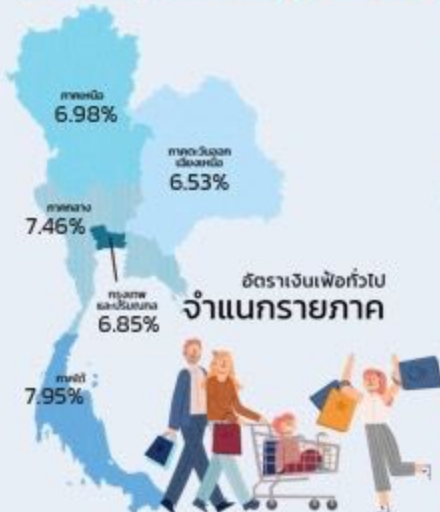 ภาคเหนือ
6.98%
ภาคตะวันออก
เฉียงเหนือ
6.53%
ภาคกลาง
7.46%
กรุงเทพ
และปริมณฑล
6.85%
อัตราเงินเฟ้อทั่วไป
จำแนกรายภาค
ภาคใต้
7.95%